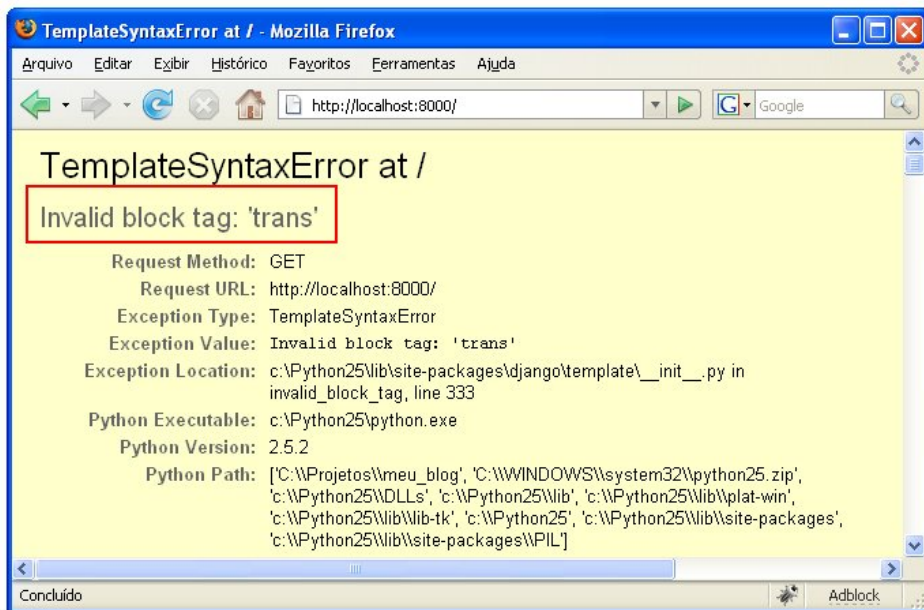 TemplateSyntaxError at / - Mozilla Firefox
Arquivo Editar Exibir Histórico Favoritos Ferramentas Ajuda
http://localhost:8000/ G Google
TemplateSyntaxError at /
Invalid block tag: 'trans'
Request Method: GET
Request URL: http://localhost:8000/
Exception Type: TemplateSyntaxError
Exception Value: Invalid block tag: 'trans'
Exception Location: c:\Python25\lib\site-packages\django\template\__init__.py in
invalid_block_tag, line 333
Python Executable: c:\Python25\python.exe
Python Version: 2.5.2
Python Path: ['C:\\Projetos\\meu_blog', 'C:\\WINDOWS\\system32\\python25.zip',
'c:\\Python25\\DLLs', 'c:\\Python25\\lib', 'c:\\Python25\\lib\\plat-win',
'c:\\Python25\\lib\\lib-tk', 'c:\\Python25', 'c:\\Python25\\lib\\site-packages',
'c:\\Python25\\lib\\site-packages\\PIL']
Concluído Adblock